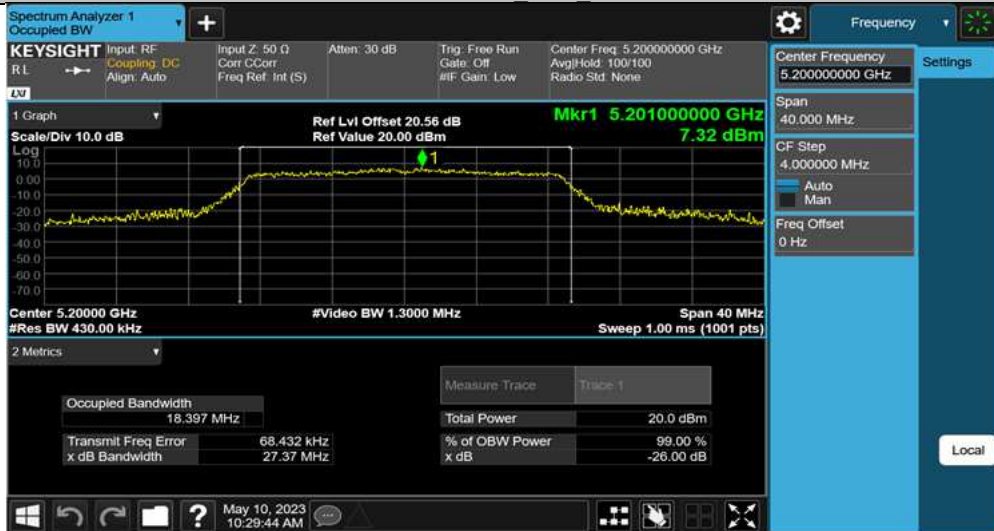 Spectrum Analyzer 1
Occupied BW
Frequency
KEYSIGHT
RL
LXI
Input: RF
Coupling: DC
Align: Auto
Input Z: 50 Ω
Corr CCorr
Freq Ref: Int (S)
Atten: 30 dB
Trig: Free Run
Gate: Off
#IF Gain: Low
Center Freq: 5.200000000 GHz
Avg|Hold: 100/100
Radio Std: None
Center Frequency
5.200000000 GHz
Settings
Span
40.000 MHz
CF Step
4.000000 MHz
Auto
Man
Freq Offset
0 Hz
Local
1 Graph
Scale/Div 10.0 dB
Ref Lvl Offset 20.56 dB
Ref Value 20.00 dBm
Mkr1 5.201000000 GHz
7.32 dBm
Log
10.0
0.00
-10.0
-20.0
-30.0
-40.0
-50.0
-60.0
-70.0
1
Center 5.20000 GHz
#Video BW 1.3000 MHz
Span 40 MHz
#Res BW 430.00 kHz
Sweep 1.00 ms (1001 pts)
2 Metrics
Measure Trace
Trace 1
Occupied Bandwidth
18.397 MHz
Total Power
20.0 dBm
Transmit Freq Error
68.432 kHz
% of OBW Power
99.00 %
x dB Bandwidth
27.37 MHz
x dB
-26.00 dB
?
May 10, 2023
10:29:44 AM